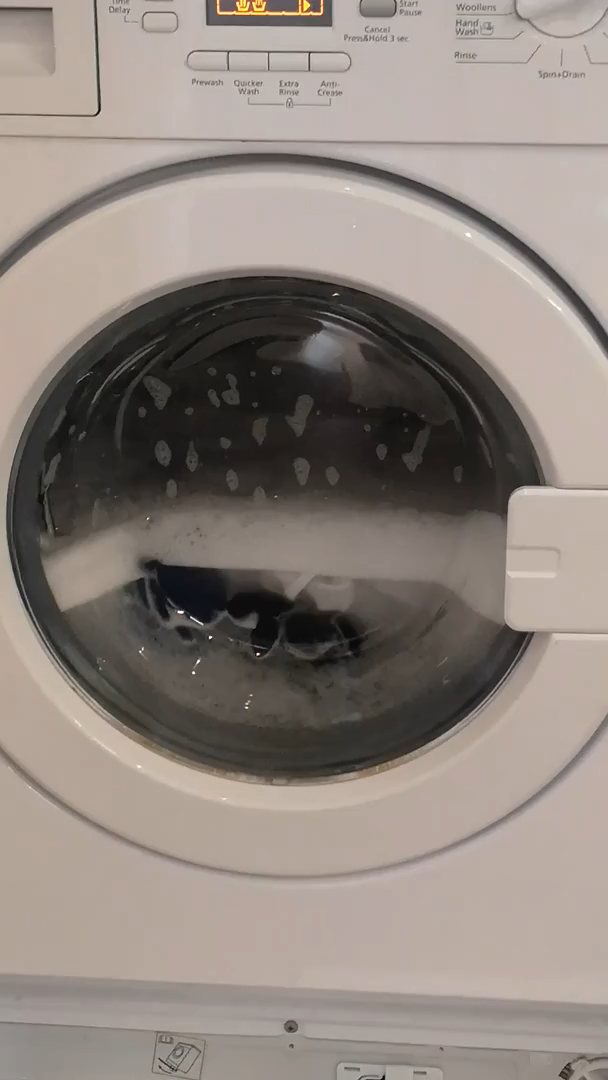 Time
Delay
Start
Pause
Cancel
Press&Hold 3 sec.
Prewash
Quicker
Wash
Extra
Rinse
Anti-
Crease
Woollens
Hand
Wash
Rinse
Spin+Drain